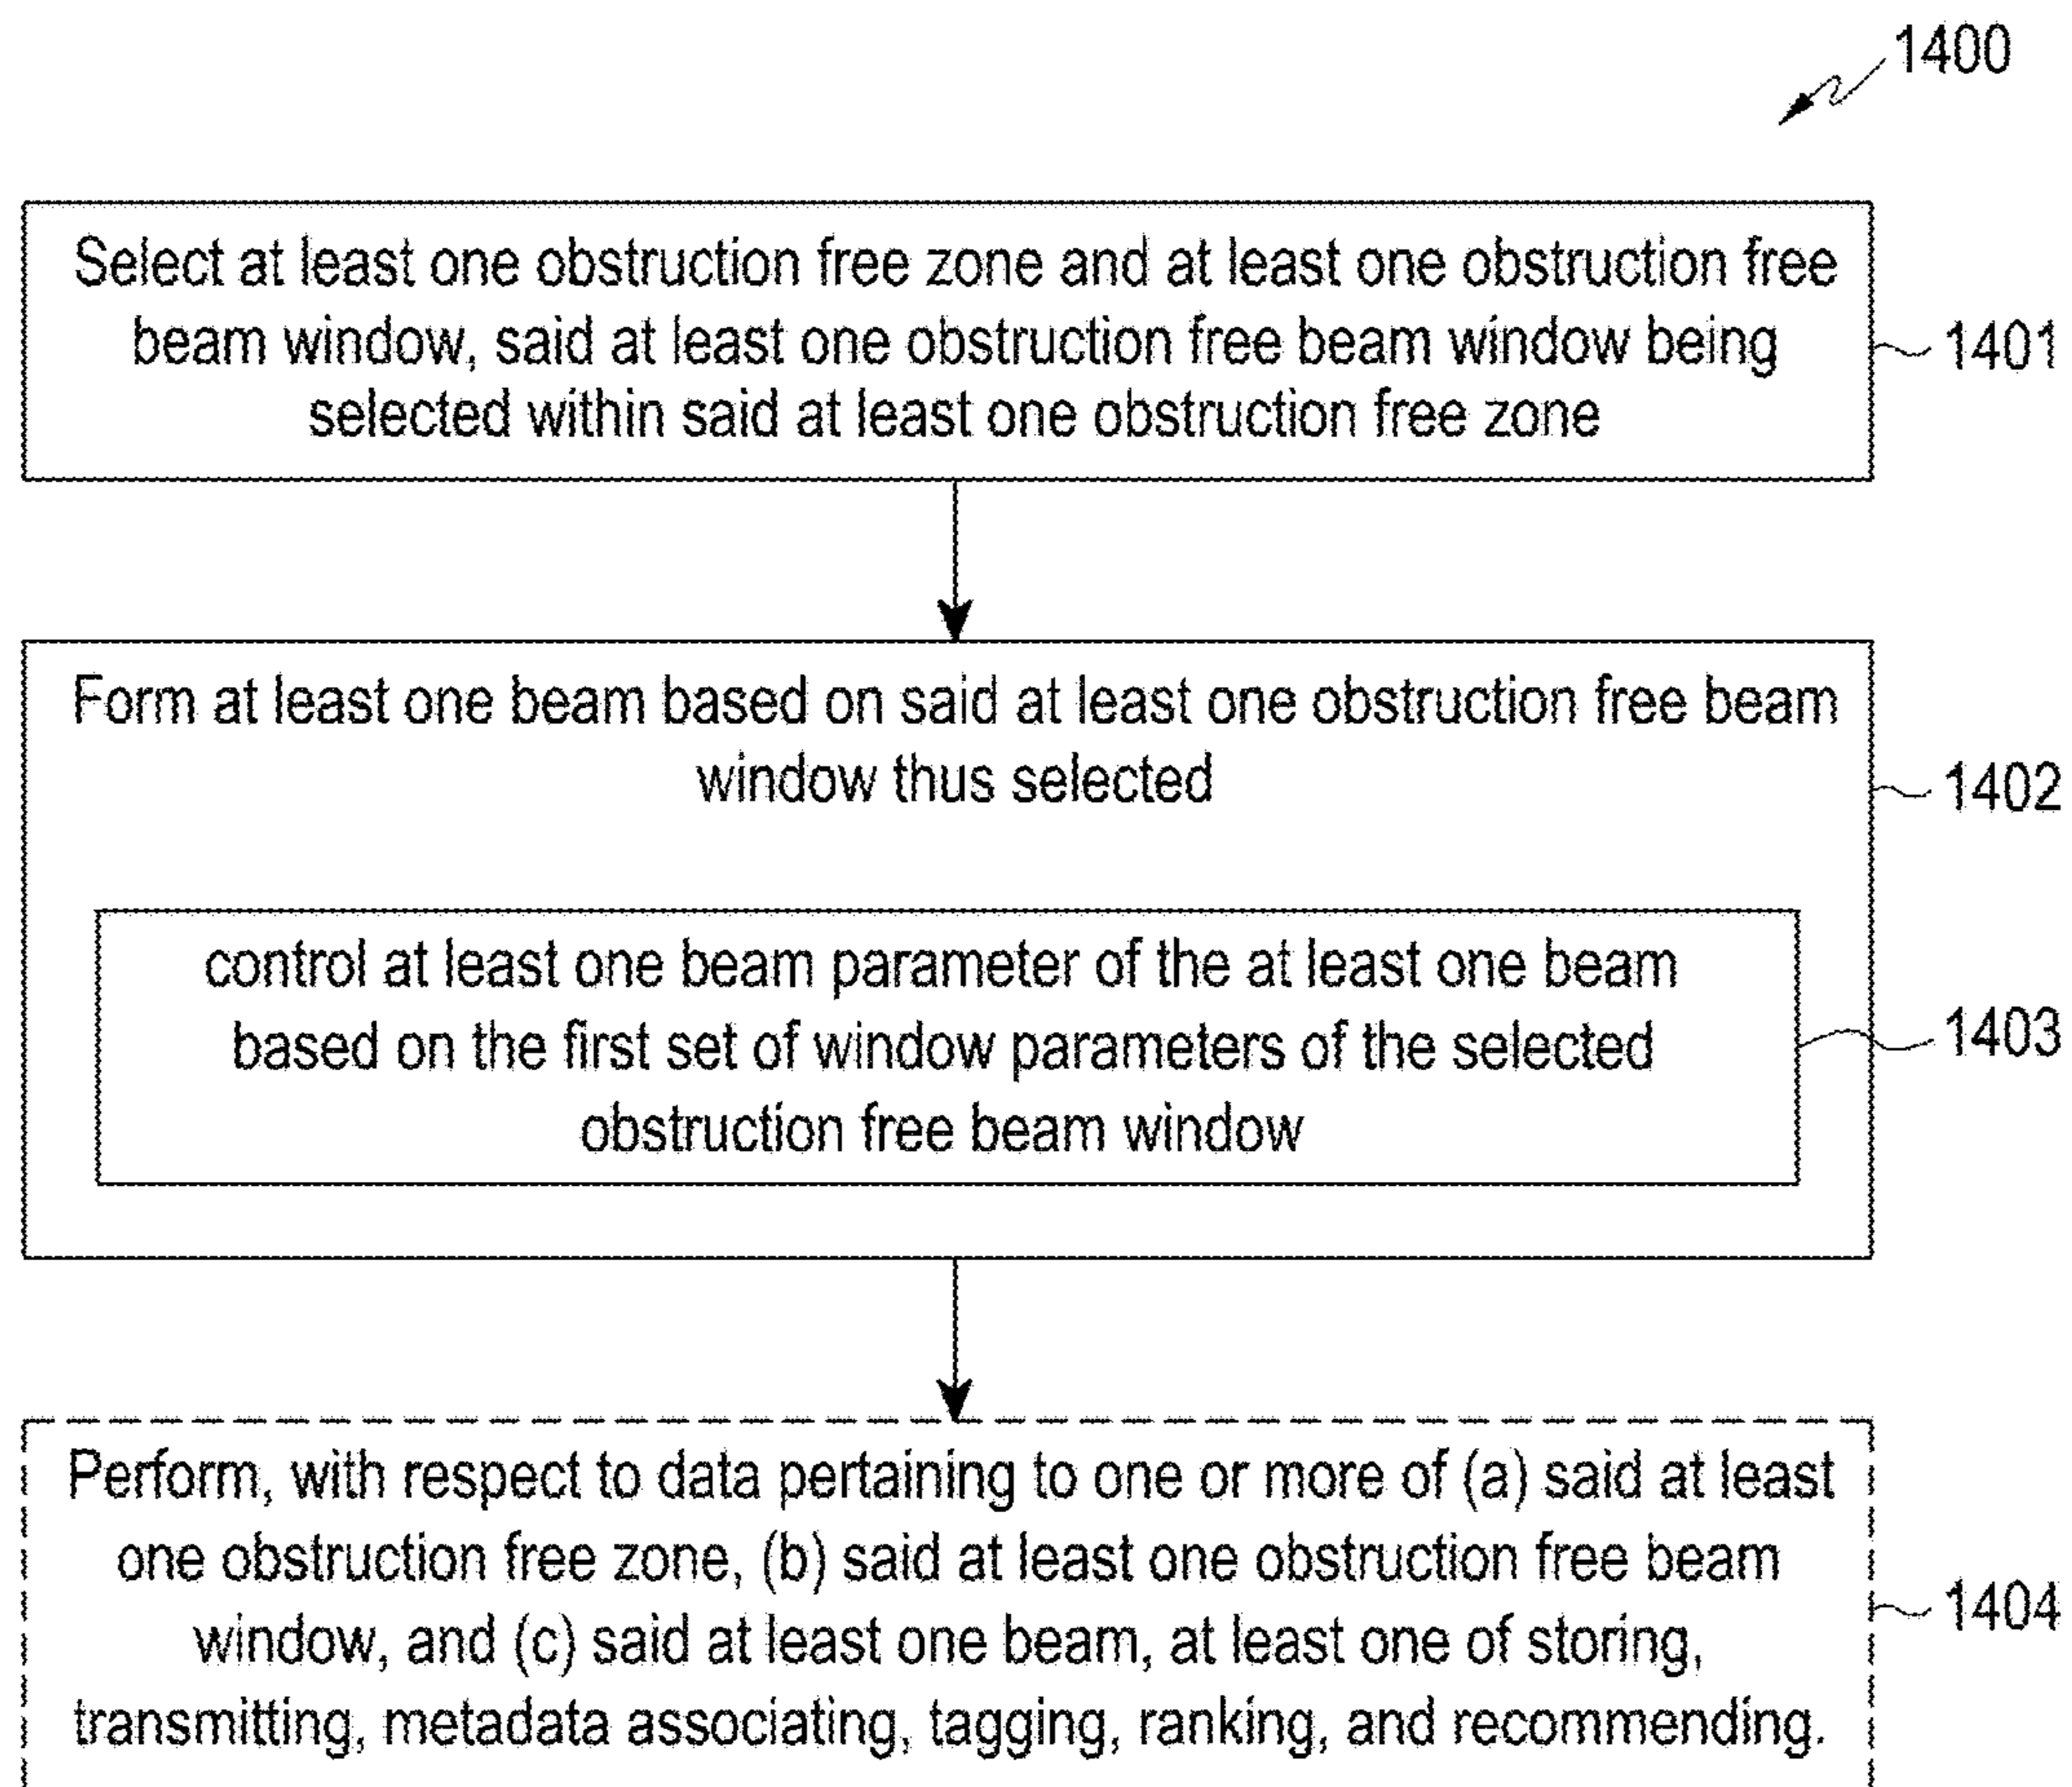 1400
Select at least one obstruction free zone and at least one obstruction free
beam window, said at least one obstruction free beam window being
selected within said at least one obstruction free zone
1401
Form at least one beam based on said at least one obstruction free beam
window thus selected
1402
control at least one beam parameter of the at least one beam
based on the first set of window parameters of the selected
obstruction free beam window
1403
Perform, with respect to data pertaining to one or more of (a) said at least
one obstruction free zone, (b) said at least one obstruction free beam
window, and (c) said at least one beam, at least one of storing,
transmitting, metadata associating, tagging, ranking, and recommending.
1404